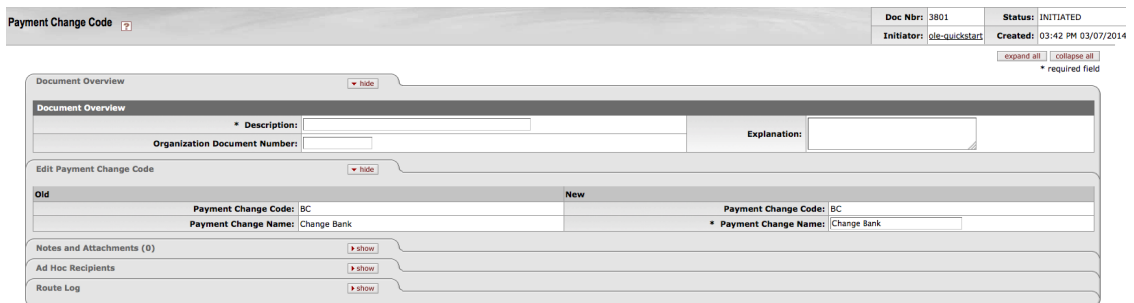 Payment Change Code ?
Doc Nbr: 3801 Status: INITIATED
Initiator: ole-quickstart Created: 03:42 PM 03/07/2014
expand all collapse all
* required field
Document Overview hide
Document Overview
* Description: Explanation:
Organization Document Number:
Edit Payment Change Code hide
Old New
Payment Change Code: BC Payment Change Code: BC
Payment Change Name: Change Bank * Payment Change Name: Change Bank
Notes and Attachments (0) show
Ad Hoc Recipients show
Route Log show